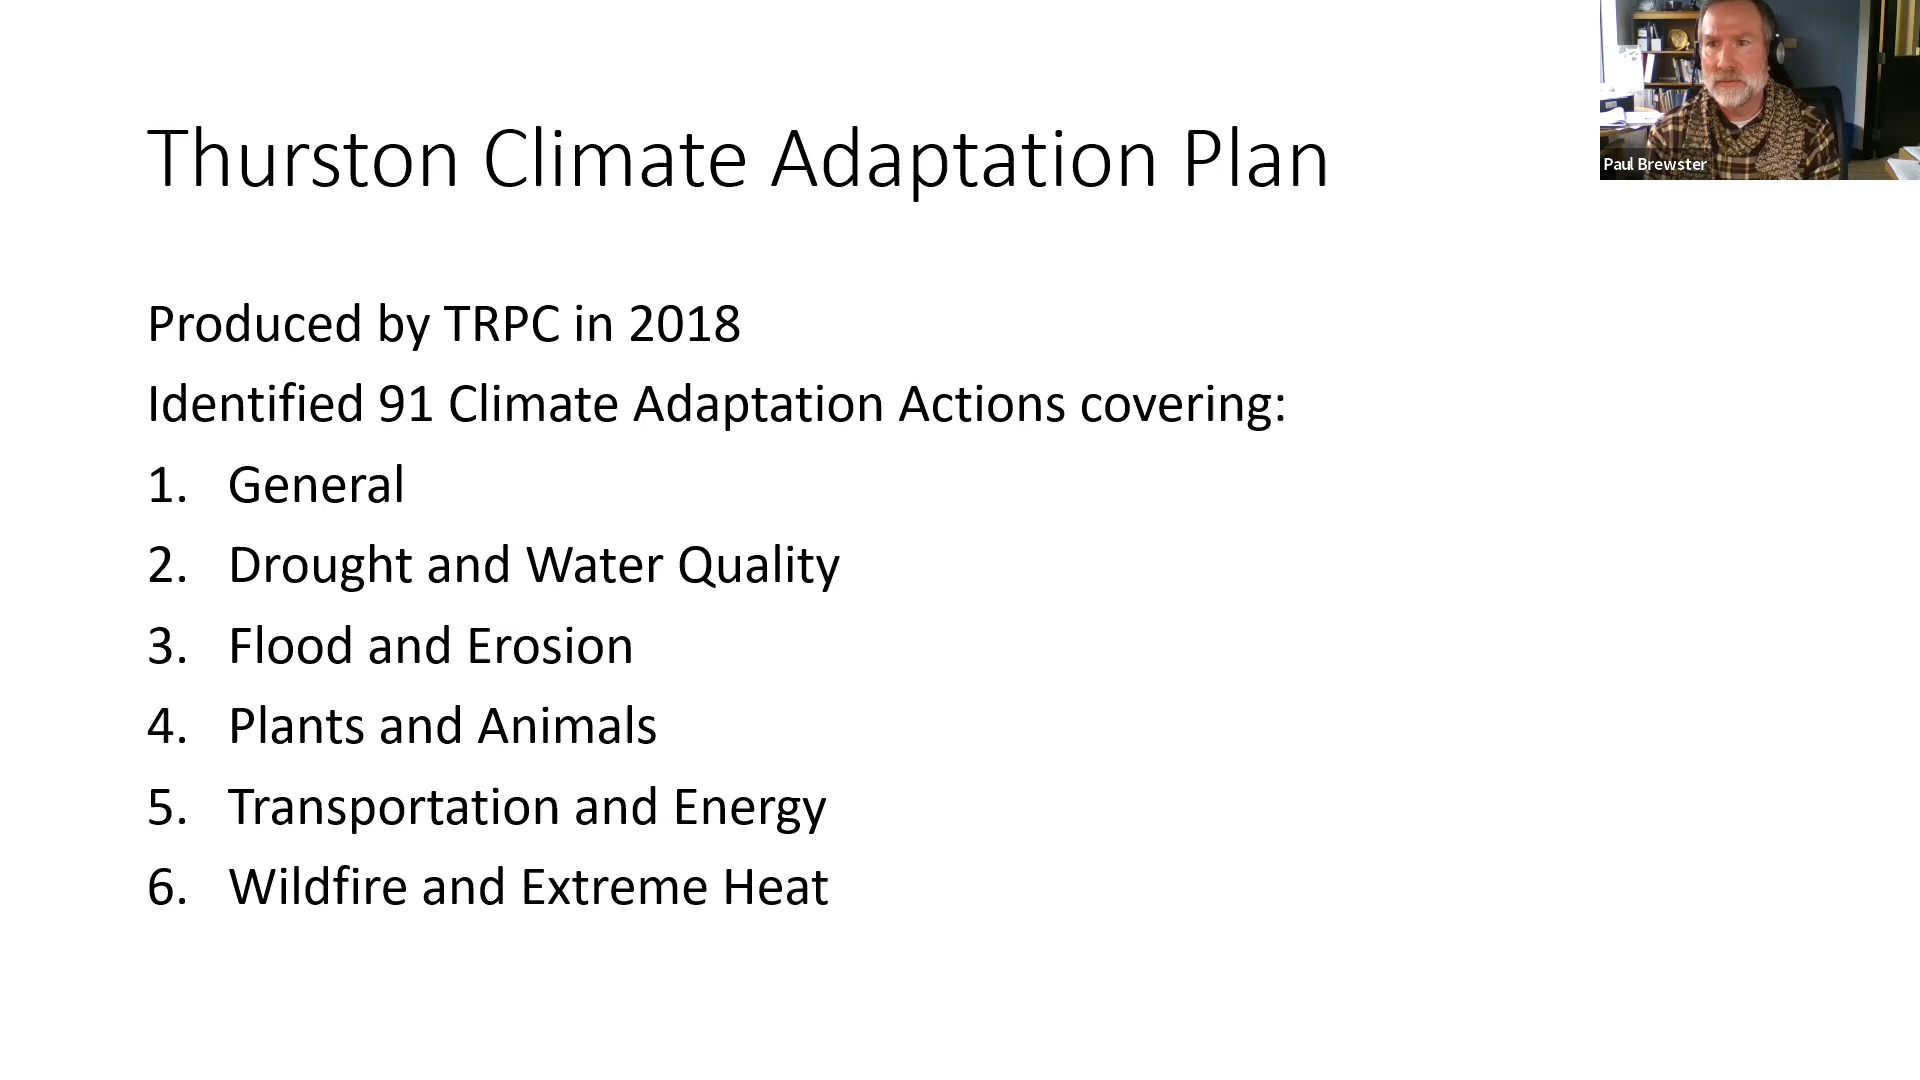 Thurston Climate Adaptation Plan
Paul Brewster
Produced by TRPC in 2018
Identified 91 Climate Adaptation Actions covering:
1. General
2. Drought and Water Quality
3. Flood and Erosion
4. Plants and Animals
5. Transportation and Energy
6. Wildfire and Extreme Heat